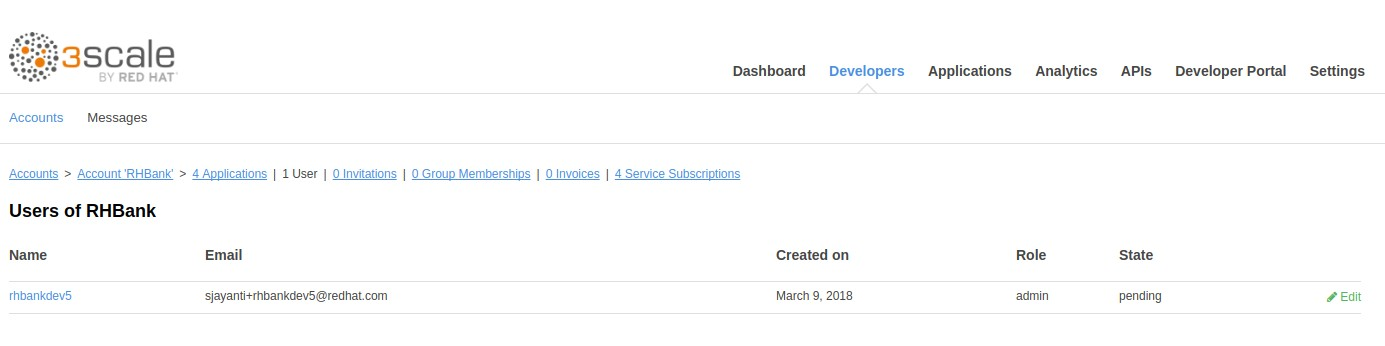 3scale
BY RED HAT
Dashboard Developers Applications Analytics APIs Developer Portal Settings
Accounts Messages
Accounts > Account 'RHBank' > 4 Applications | 1 User | 0 Invitations | 0 Group Memberships | 0 Invoices | 4 Service Subscriptions
Users of RHBank
Name Email Created on Role State
rhbankdev5 sjayanti+rhbankdev5@redhat.com March 9, 2018 admin pending Edit